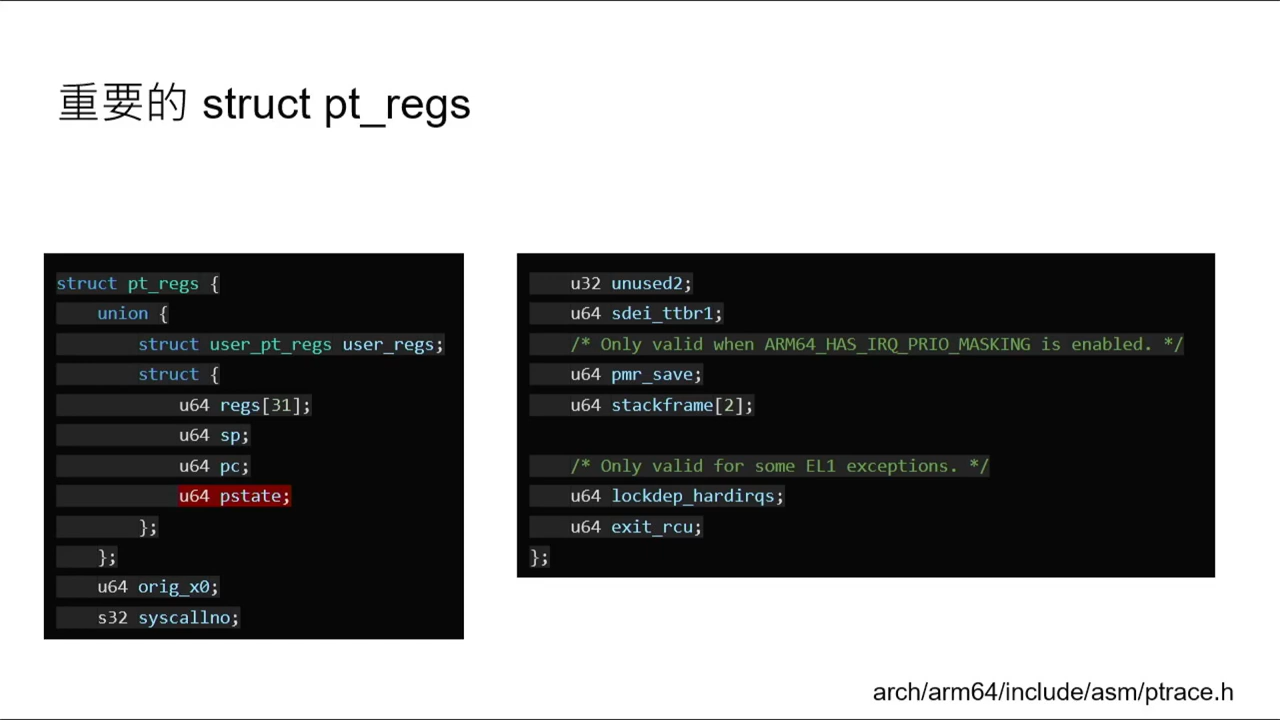 重要的 struct pt_regs
struct pt_regs {
union {
struct user_pt_regs user_regs;
struct {
u64 regs[31];
u64 sp;
u64 pc;
u64 pstate;
};
};
u64 orig_x0;
s32 syscallno;
u32 unused2;
u64 sdei_ttbr1;
/* Only valid when ARM64_HAS_IRQ_PRIO_MASKING is enabled. */
u64 pmr_save;
u64 stackframe[2];
/* Only valid for some EL1 exceptions. */
u64 lockdep_hardirqs;
u64 exit_rcu;
};
arch/arm64/include/asm/ptrace.h